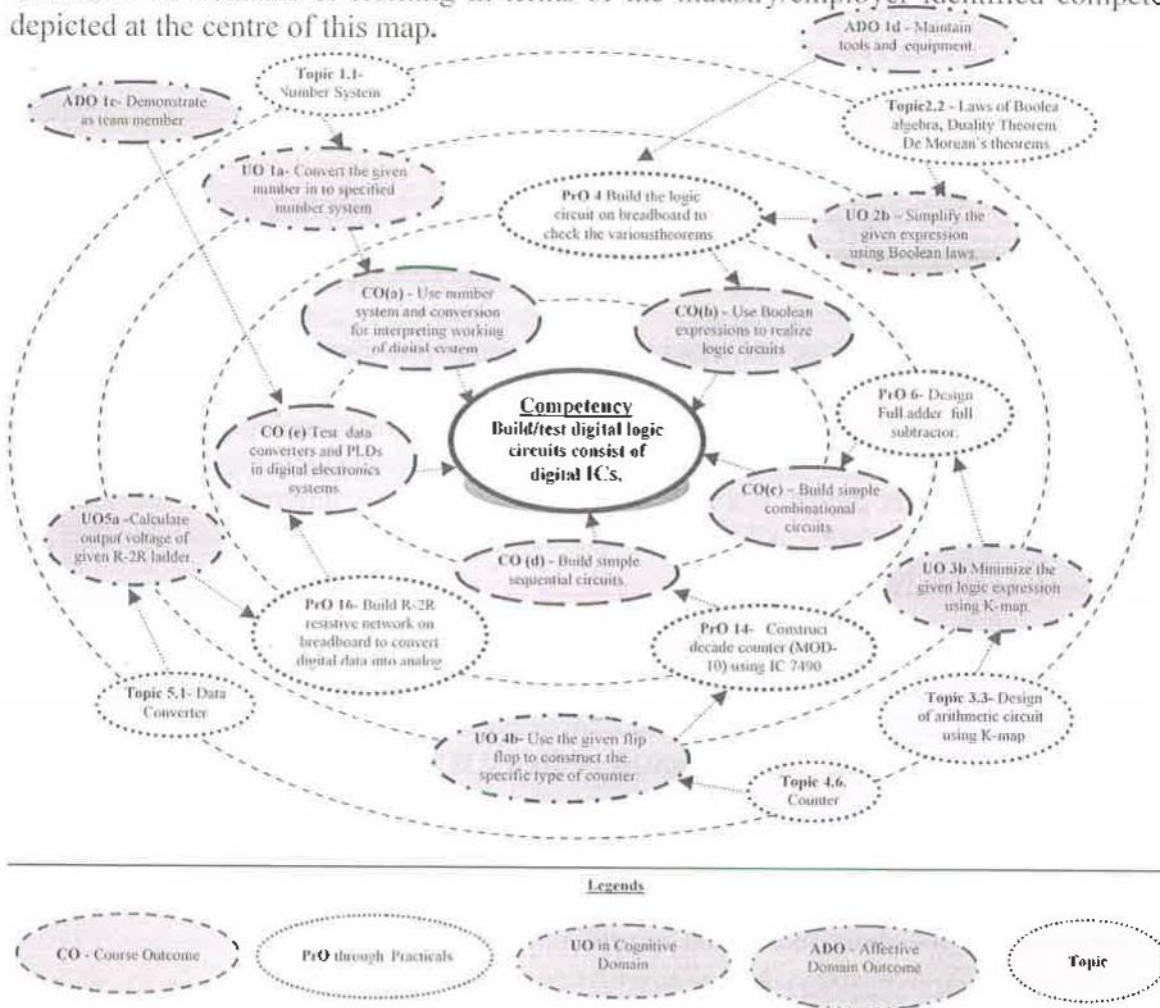 depicted at the centre of this map.
ADO 1d - Maintain
tools and equipment.
Topic 1.1-
Number System
ADO 1c- Demonstrate
as team member
Topic2.2 - Laws of Boolea
algebra, Duality Theorem
De Morgan's theorems
UO 1a- Convert the given
number in to specified
number system
PrO 4 Build the logic
circuit on breadboard to
check the varioustheorems
UO 2b - Simplify the
given expression
using Boolean laws.
CO(a) - Use number
system and conversion
for interpreting working
of digital system
CO(b) - Use Boolean
expressions to realize
logic circuits
Competency
Build/test digital logic
circuits consist of
digital ICs.
PrO 6- Design
Full adder full
subtractor.
CO (e) Test data
converters and PLDs
in digital electronics
systems.
CO(c) - Build simple
combinational
circuits.
UO5a -Calculate
output voltage of
given R-2R ladder.
CO (d) - Build simple
sequential circuits.
UO 3b Minimize the
given logic expression
using K-map.
PrO 16- Build R-2R
resistive network on
breadboard to convert
digital data into analog
PrO 14- Construct
decade counter (MOD-
10) using IC 7490
Topic 5.1- Data
Converter
Topic 3.3- Design
of arithmetic circuit
using K-map
UO 4b- Use the given flip
flop to construct the
specific type of counter.
Topic 4.6.
Counter
Legends
CO - Course Outcome
PrO through Practicals
UO in Cognitive
Domain
ADO - Affective
Domain Outcome
Topic